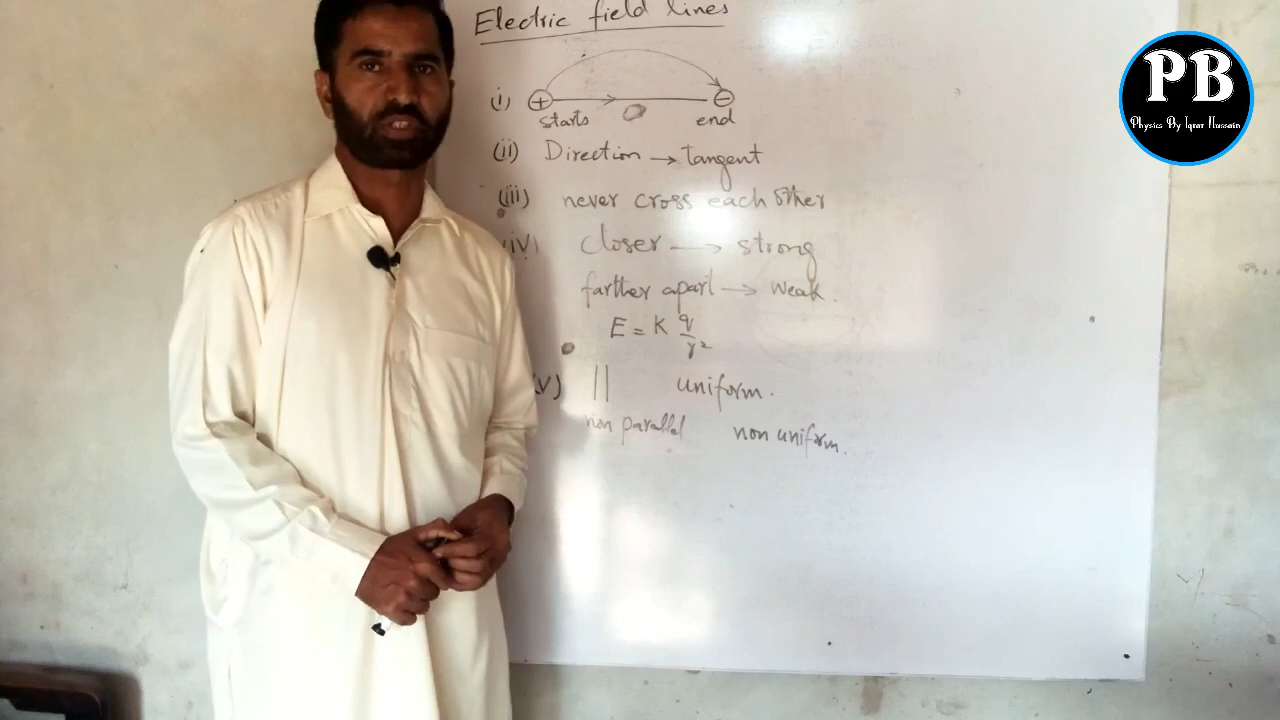 Electric field lines
(i) + −
starts end
(ii) Direction → tangent
(iii) never cross each other
(iv) closer → strong
farther apart → weak.
E = K q/r²
(v) || uniform.
non parallel non uniform.
PB
Physics By Iqrar Hussain